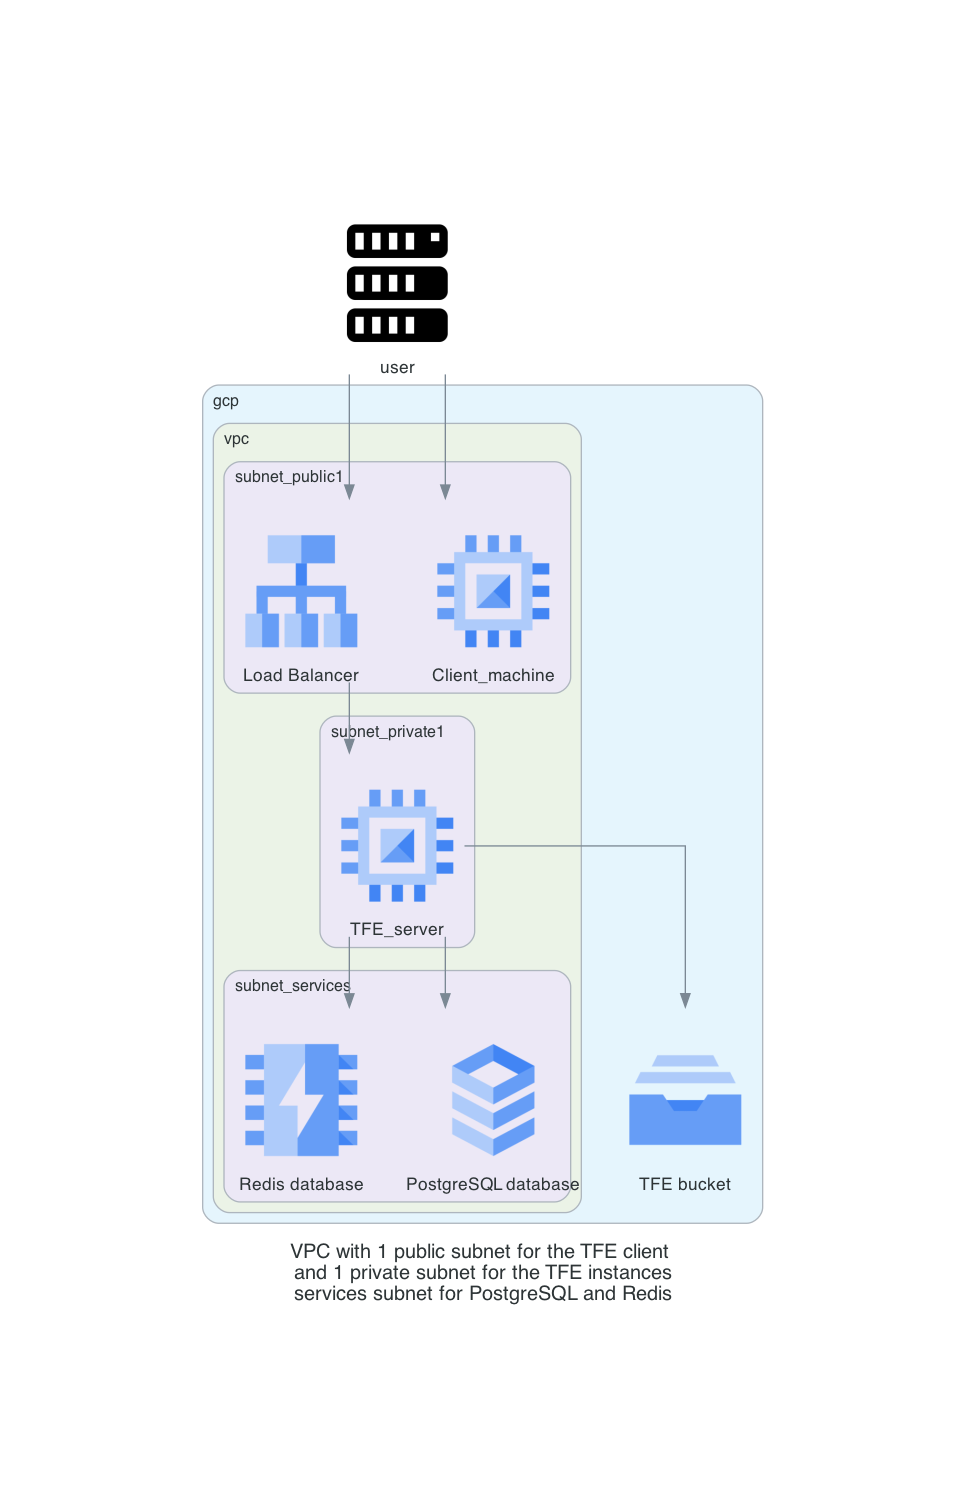 user
gcp
vpc
subnet_public1
Load Balancer
Client_machine
subnet_private1
TFE_server
subnet_services
Redis database
PostgreSQL database
TFE bucket
VPC with 1 public subnet for the TFE client
and 1 private subnet for the TFE instances
services subnet for PostgreSQL and Redis